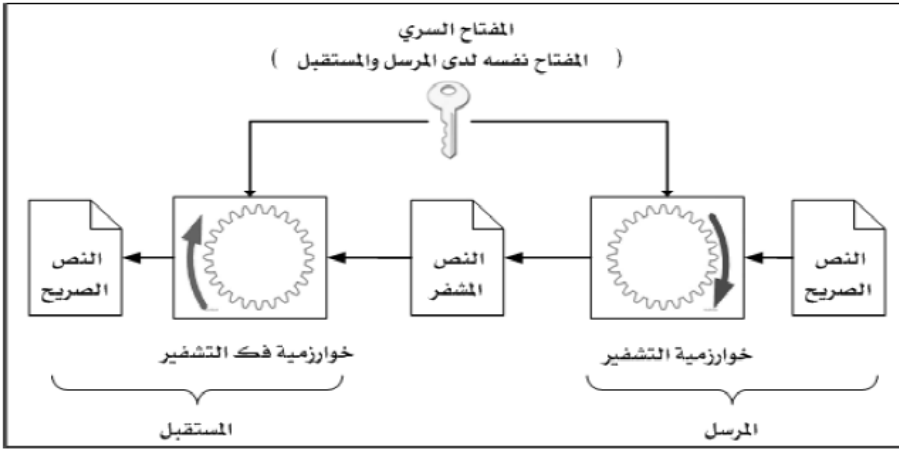 المفتاح السري
( المفتاح نفسه لدى المرسل والمستقبل )
النص الصريح
النص المشفر
النص الصريح
خوارزمية التشفير
خوارزمية فك التشفير
المرسل
المستقبل